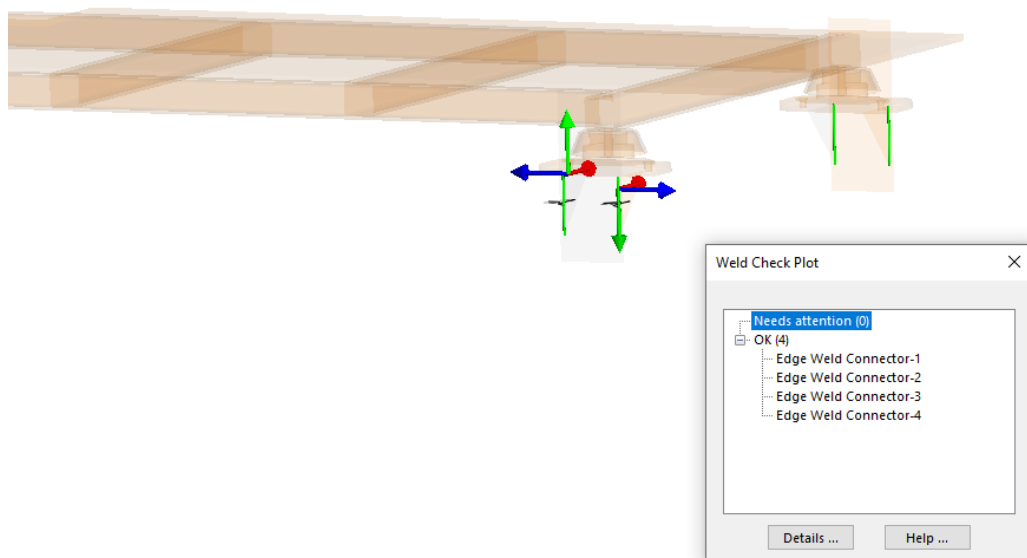 Weld Check Plot
Needs attention (0)
OK (4)
Edge Weld Connector-1
Edge Weld Connector-2
Edge Weld Connector-3
Edge Weld Connector-4
Details ...
Help ...